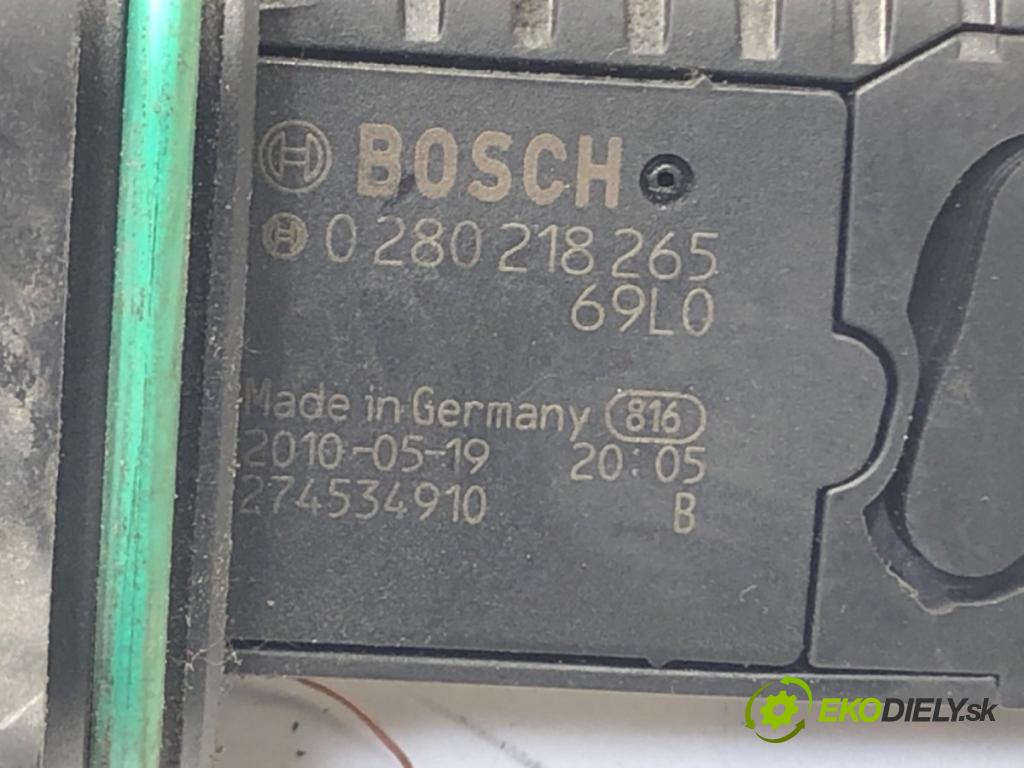 BOSCH
0 280 218 265
69L0
Made in Germany 816
2010-05-19 20:05
274534910 B
EKODIELY.sk